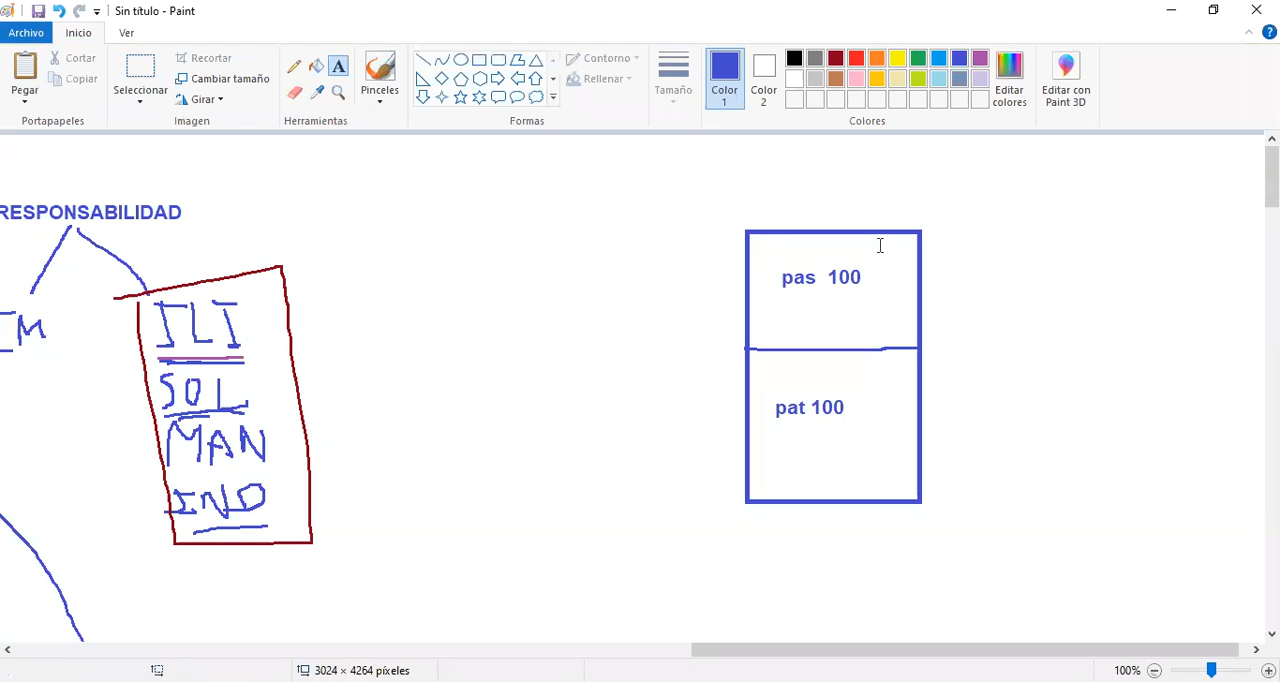 Sin título - Paint
Archivo
Inicio
Ver
Pegar
Cortar
Copiar
Portapapeles
Seleccionar
Recortar
Cambiar tamaño
Girar
Imagen
A
Herramientas
Pinceles
Formas
Contorno
Rellenar
Tamaño
Color 1
Color 2
Colores
Editar colores
Editar con Paint 3D
RESPONSABILIDAD
IM
ILI
SOL
MAN
IND
pas 100
pat 100
3024 × 4264 píxeles
100%